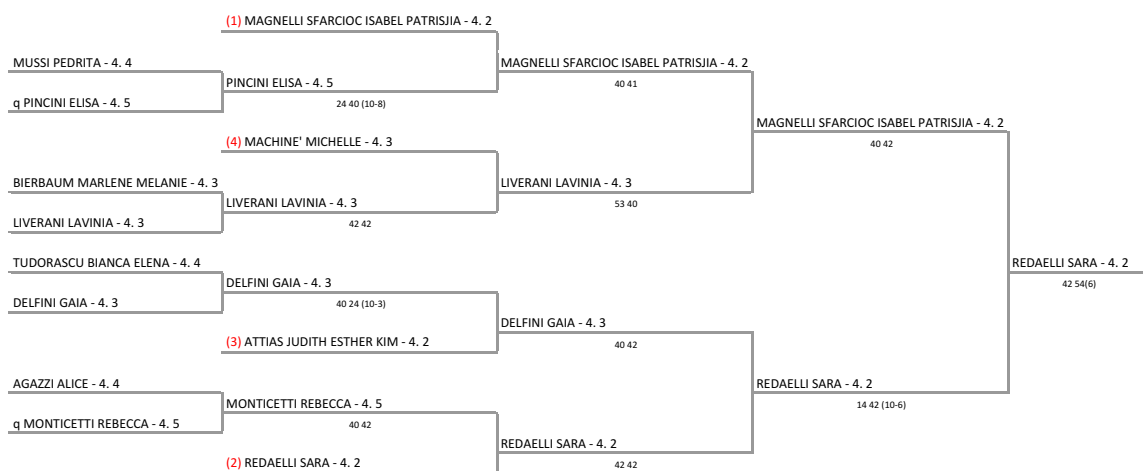 (1) MAGNELLI SFARCIOC ISABEL PATRISJIA - 4. 2
MUSSI PEDRITA - 4. 4
MAGNELLI SFARCIOC ISABEL PATRISJIA - 4. 2
PINCINI ELISA - 4. 5
40 41
q PINCINI ELISA - 4. 5
24 40 (10-8)
MAGNELLI SFARCIOC ISABEL PATRISJIA - 4. 2
(4) MACHINE' MICHELLE - 4. 3
40 42
BIERBAUM MARLENE MELANIE - 4. 3
LIVERANI LAVINIA - 4. 3
LIVERANI LAVINIA - 4. 3
53 40
LIVERANI LAVINIA - 4. 3
42 42
TUDORASCU BIANCA ELENA - 4. 4
REDAELLI SARA - 4. 2
DELFINI GAIA - 4. 3
42 54(6)
DELFINI GAIA - 4. 3
40 24 (10-3)
DELFINI GAIA - 4. 3
(3) ATTIAS JUDITH ESTHER KIM - 4. 2
40 42
AGAZZI ALICE - 4. 4
REDAELLI SARA - 4. 2
MONTICETTI REBECCA - 4. 5
14 42 (10-6)
q MONTICETTI REBECCA - 4. 5
40 42
REDAELLI SARA - 4. 2
(2) REDAELLI SARA - 4. 2
42 42